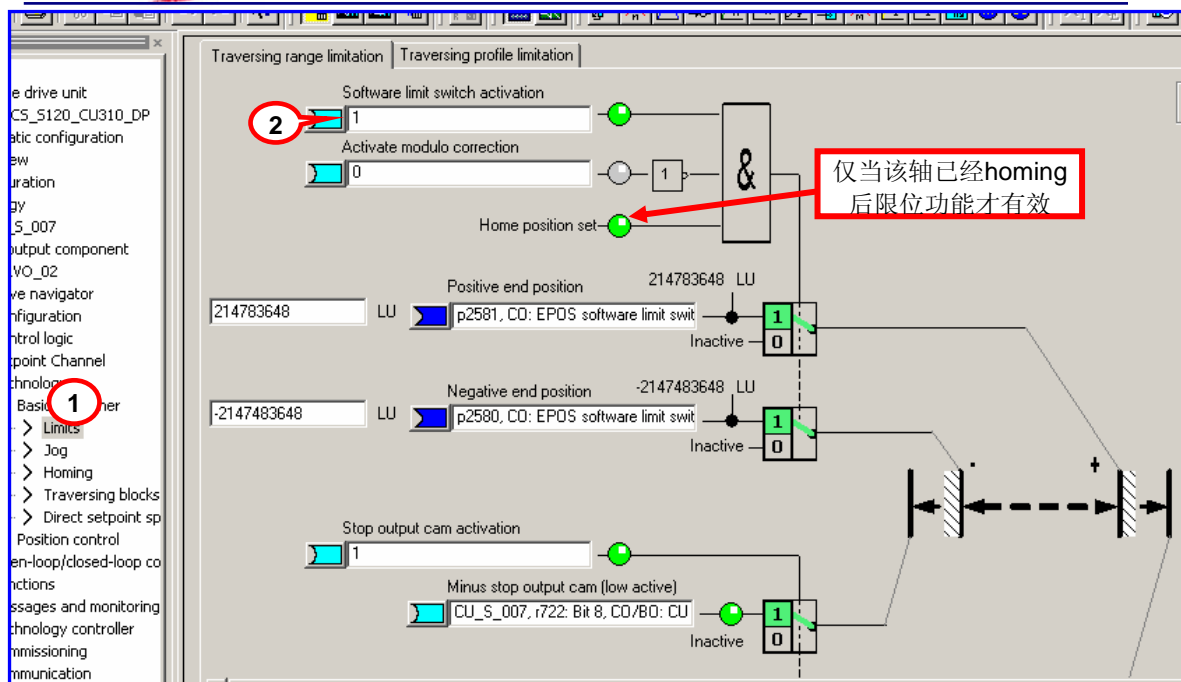 Traversing range limitation
Traversing profile limitation
e drive unit
CS_S120_CU310_DP
atic configuration
ew
uration
gy
_S_007
output component
VO_02
ve navigator
nfiguration
ntrol logic
tpoint Channel
chnology
Basic
ner
1
Limits
Jog
Homing
Traversing blocks
Direct setpoint sp
Position control
en-loop/closed-loop co
nctions
ssages and monitoring
chnology controller
mmissioning
mmunication
Software limit switch activation
2
1
Activate modulo correction
0
1
&
Home position set
仅当该轴已经homing
后限位功能才有效
Positive end position
214783648 LU
214783648
LU
p2581, CO: EPOS software limit swit
1
Inactive
0
Negative end position
-2147483648 LU
-2147483648
LU
p2580, CO: EPOS software limit swit
1
Inactive
0
- +
Stop output cam activation
1
Minus stop output cam (low active)
CU_S_007, r722: Bit 8, CO/BO: CU
1
Inactive
0